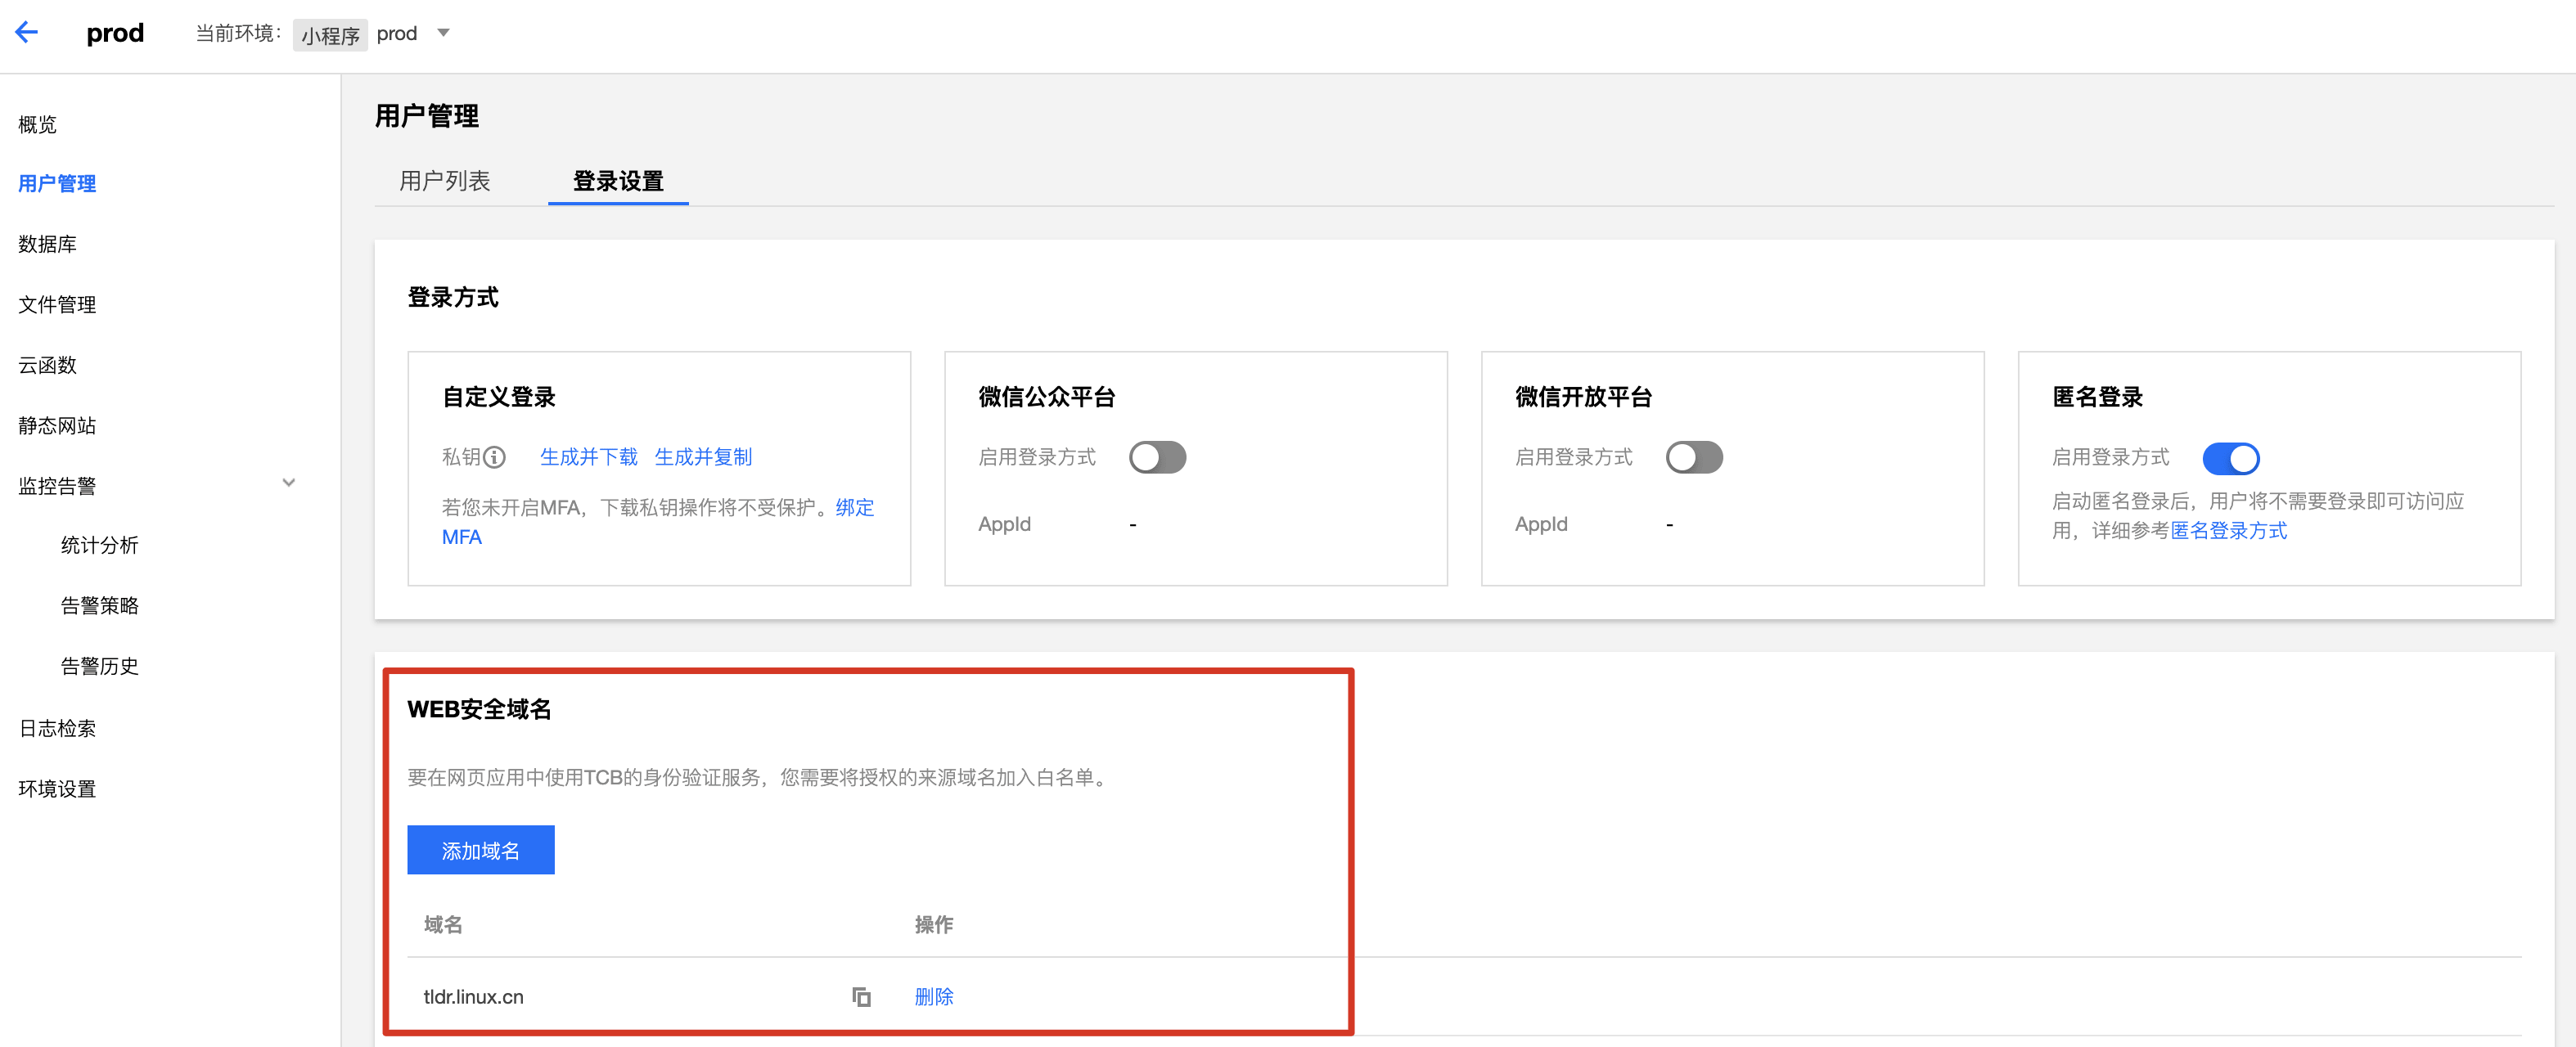 prod
当前环境：小程序 prod
概览
用户管理
数据库
文件管理
云函数
静态网站
监控告警
统计分析
告警策略
告警历史
日志检索
环境设置
用户管理
用户列表 登录设置
登录方式
自定义登录
私钥 生成并下载 生成并复制
若您未开启MFA，下载私钥操作将不受保护。绑定
MFA
微信公众平台
启用登录方式
AppId -
微信开放平台
启用登录方式
AppId -
匿名登录
启用登录方式
启动匿名登录后，用户将不需要登录即可访问应
用，详细参考匿名登录方式
WEB安全域名
要在网页应用中使用TCB的身份验证服务，您需要将授权的来源域名加入白名单。
添加域名
域名 操作
tldr.linux.cn 删除